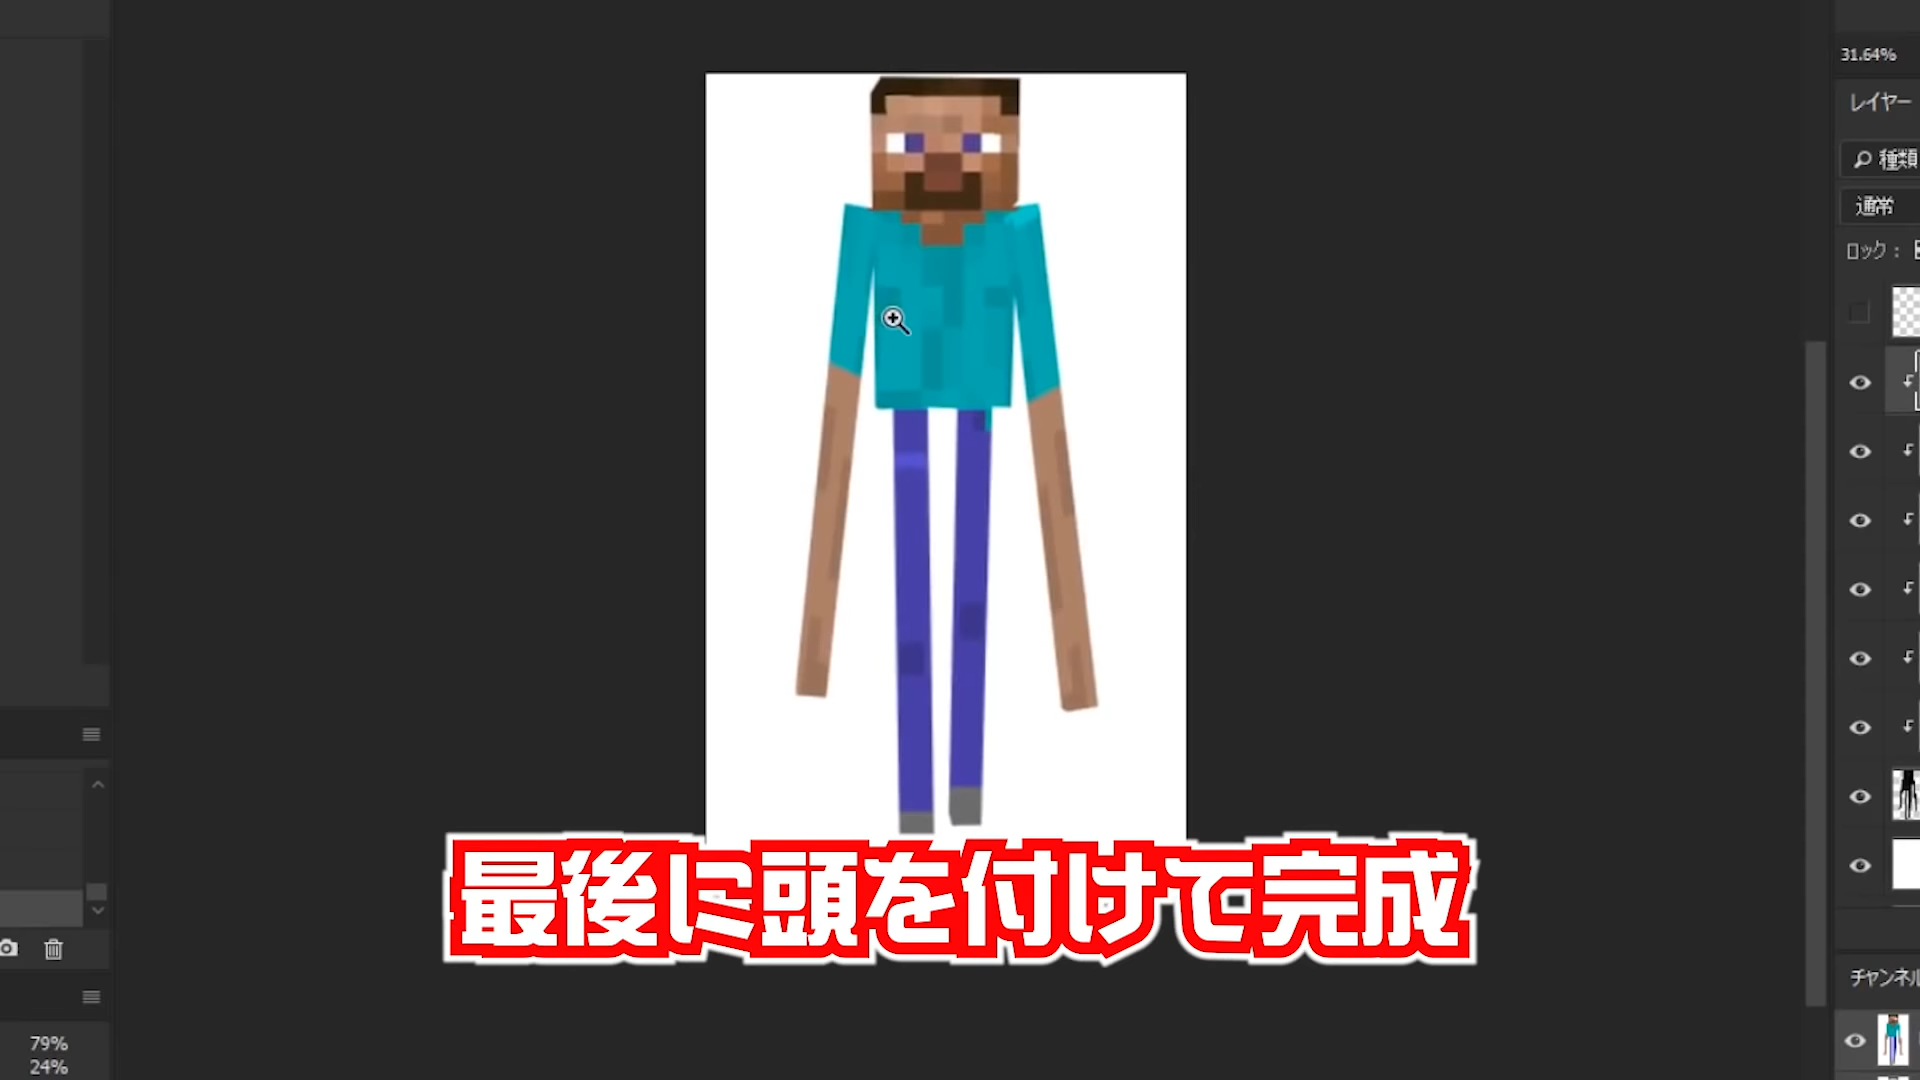 31.64%
レイヤー
種類
通常
ロック：
最後に頭を付けて完成
チャンネル
79%
24%